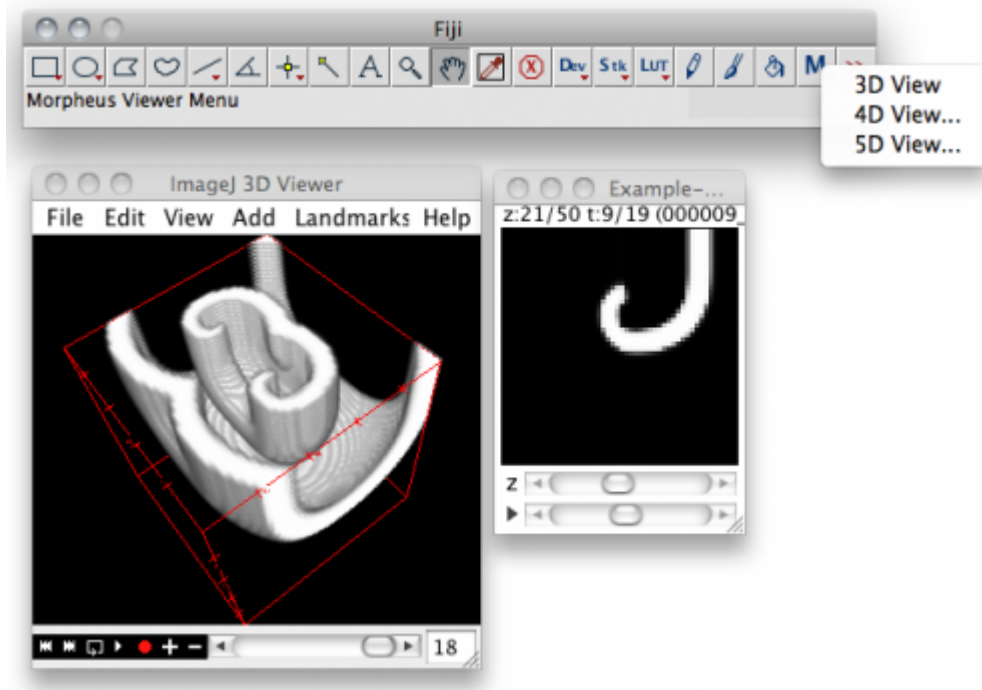 Fiji
A Dev Stk LUT M >>
Morpheus Viewer Menu
3D View
4D View...
5D View...
ImageJ 3D Viewer
File Edit View Add Landmarks Help
18
Example-...
z:21/50 t:9/19 (000009_
z